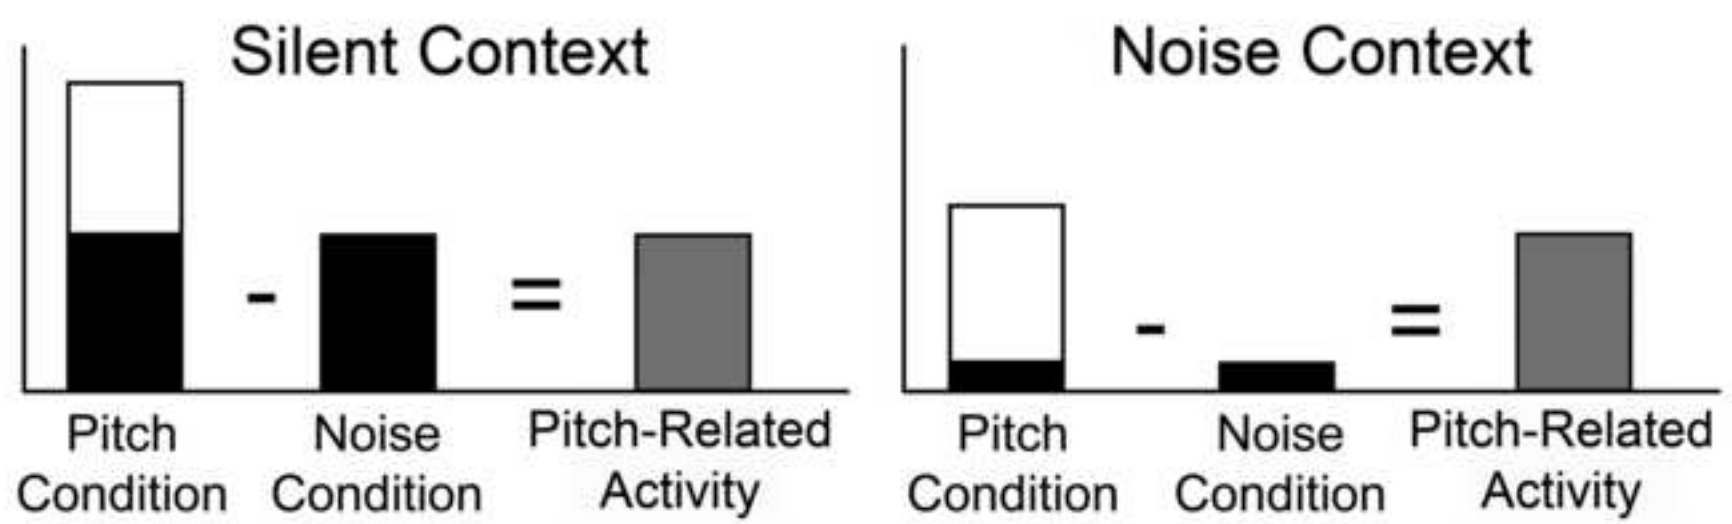 Silent Context
-
=
Pitch
Condition
Noise
Condition
Pitch-Related
Activity
Noise Context
-
=
Pitch
Condition
Noise
Condition
Pitch-Related
Activity